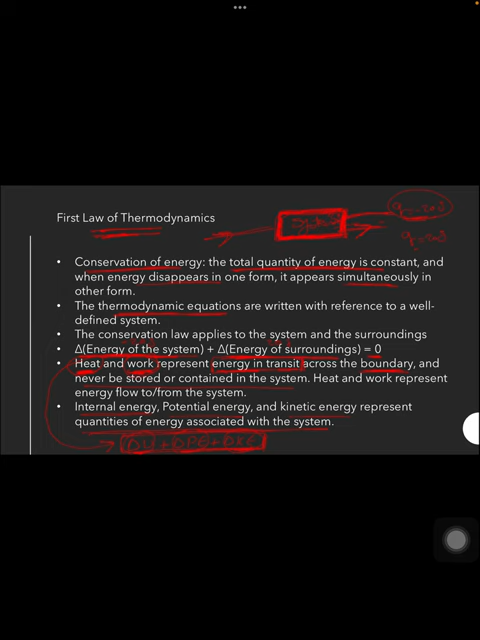 First Law of Thermodynamics
• Conservation of energy: the total quantity of energy is constant, and
when energy disappears in one form, it appears simultaneously in
other form.
• The thermodynamic equations are written with reference to a well-
defined system.
• The conservation law applies to the system and the surroundings
• Δ(Energy of the system) + Δ(Energy of surroundings) = 0
• Heat and work represent energy in transit across the boundary, and
never be stored or contained in the system. Heat and work represent
energy flow to/from the system.
• Internal energy, Potential energy, and kinetic energy represent
quantities of energy associated with the system.
DU + DPE + DKE